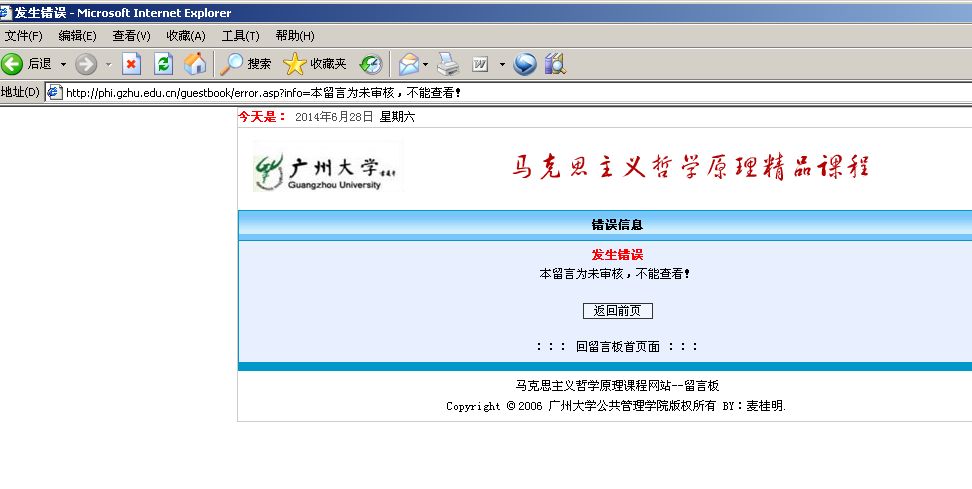 发生错误 - Microsoft Internet Explorer
文件(F) 编辑(E) 查看(V) 收藏(A) 工具(T) 帮助(H)
后退 搜索 收藏夹
地址(D) http://phi.gzhu.edu.cn/guestbook/error.asp?info=本留言为未审核，不能查看！
今天是： 2014年6月28日 星期六
广州大学
Guangzhou University
马克思主义哲学原理精品课程
错误信息
发生错误
本留言为未审核，不能查看！
返回前页
：：： 回留言板首页面 ：：：
马克思主义哲学原理课程网站--留言板
Copyright © 2006 广州大学公共管理学院版权所有 BY：麦桂明.